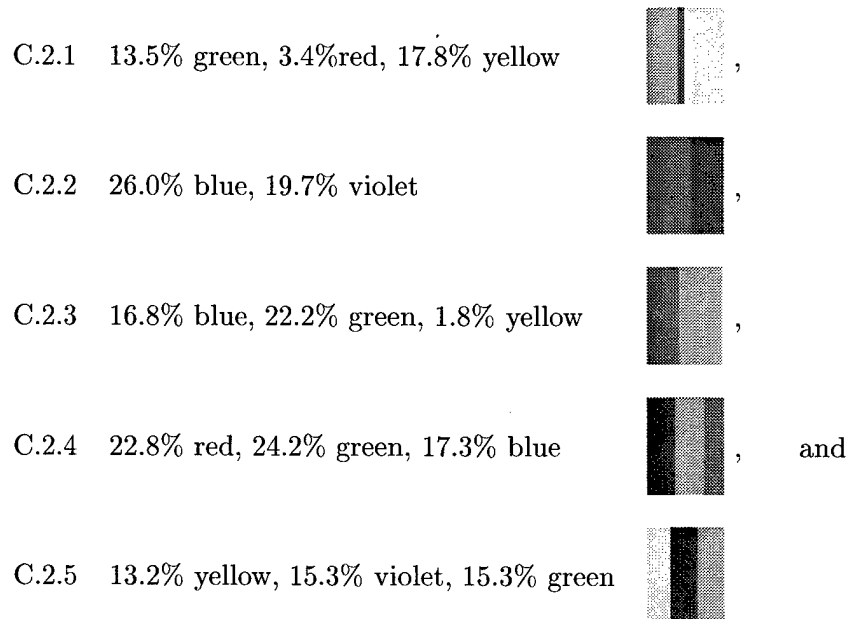 C.2.1 13.5% green, 3.4%red, 17.8% yellow ,
C.2.2 26.0% blue, 19.7% violet ,
C.2.3 16.8% blue, 22.2% green, 1.8% yellow ,
C.2.4 22.8% red, 24.2% green, 17.3% blue , and
C.2.5 13.2% yellow, 15.3% violet, 15.3% green